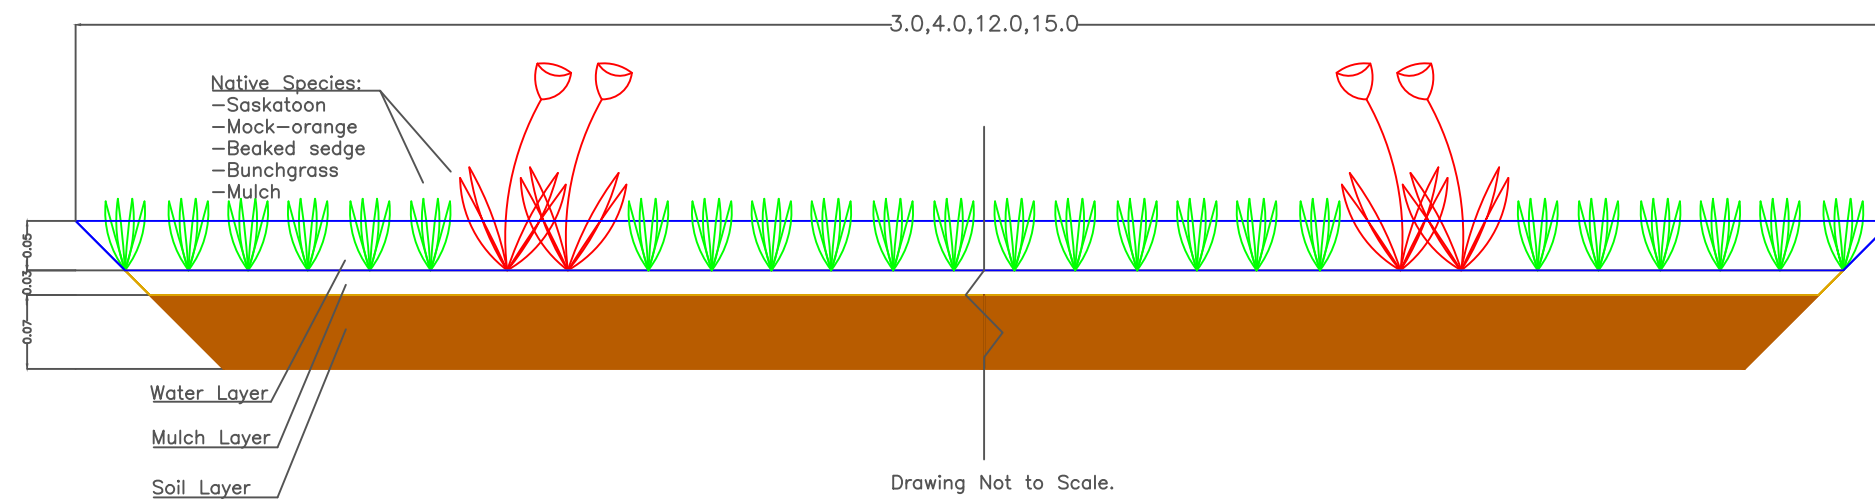 3.0,4.0,12.0,15.0
Native Species:
-Saskatoon
-Mock-orange
-Beaked sedge
-Bunchgrass
-Mulch
0.05
0.03
0.07
Water Layer
Mulch Layer
Soil Layer
Drawing Not to Scale.